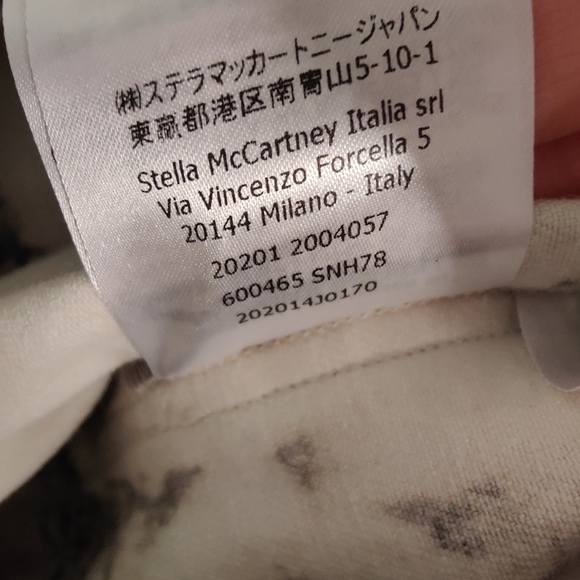 ㈱ステラマッカートニージャパン
東京都港区南青山5-10-1
Stella McCartney Italia srl
Via Vincenzo Forcella 5
20144 Milano - Italy
20201 2004057
600465 SNH78
202014J0170